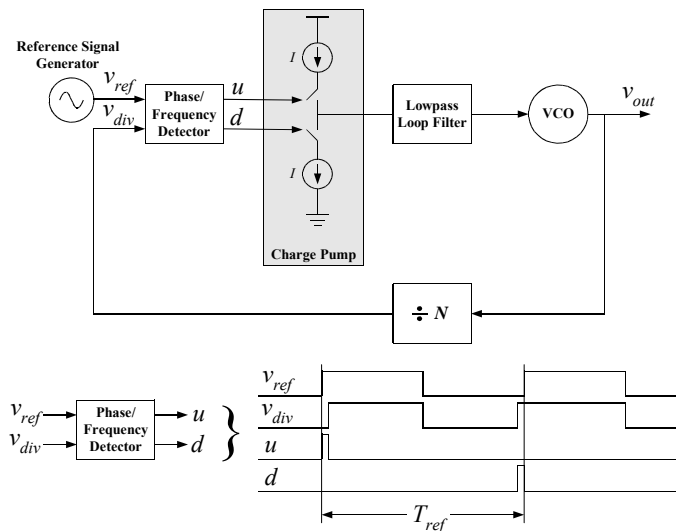 Reference Signal
Generator
v_ref
v_div
Phase/
Frequency
Detector
u
d
I
I
Charge Pump
Lowpass
Loop Filter
VCO
v_out
÷ N
v_ref
v_div
Phase/
Frequency
Detector
u
d
}
v_ref
v_div
u
d
T_ref